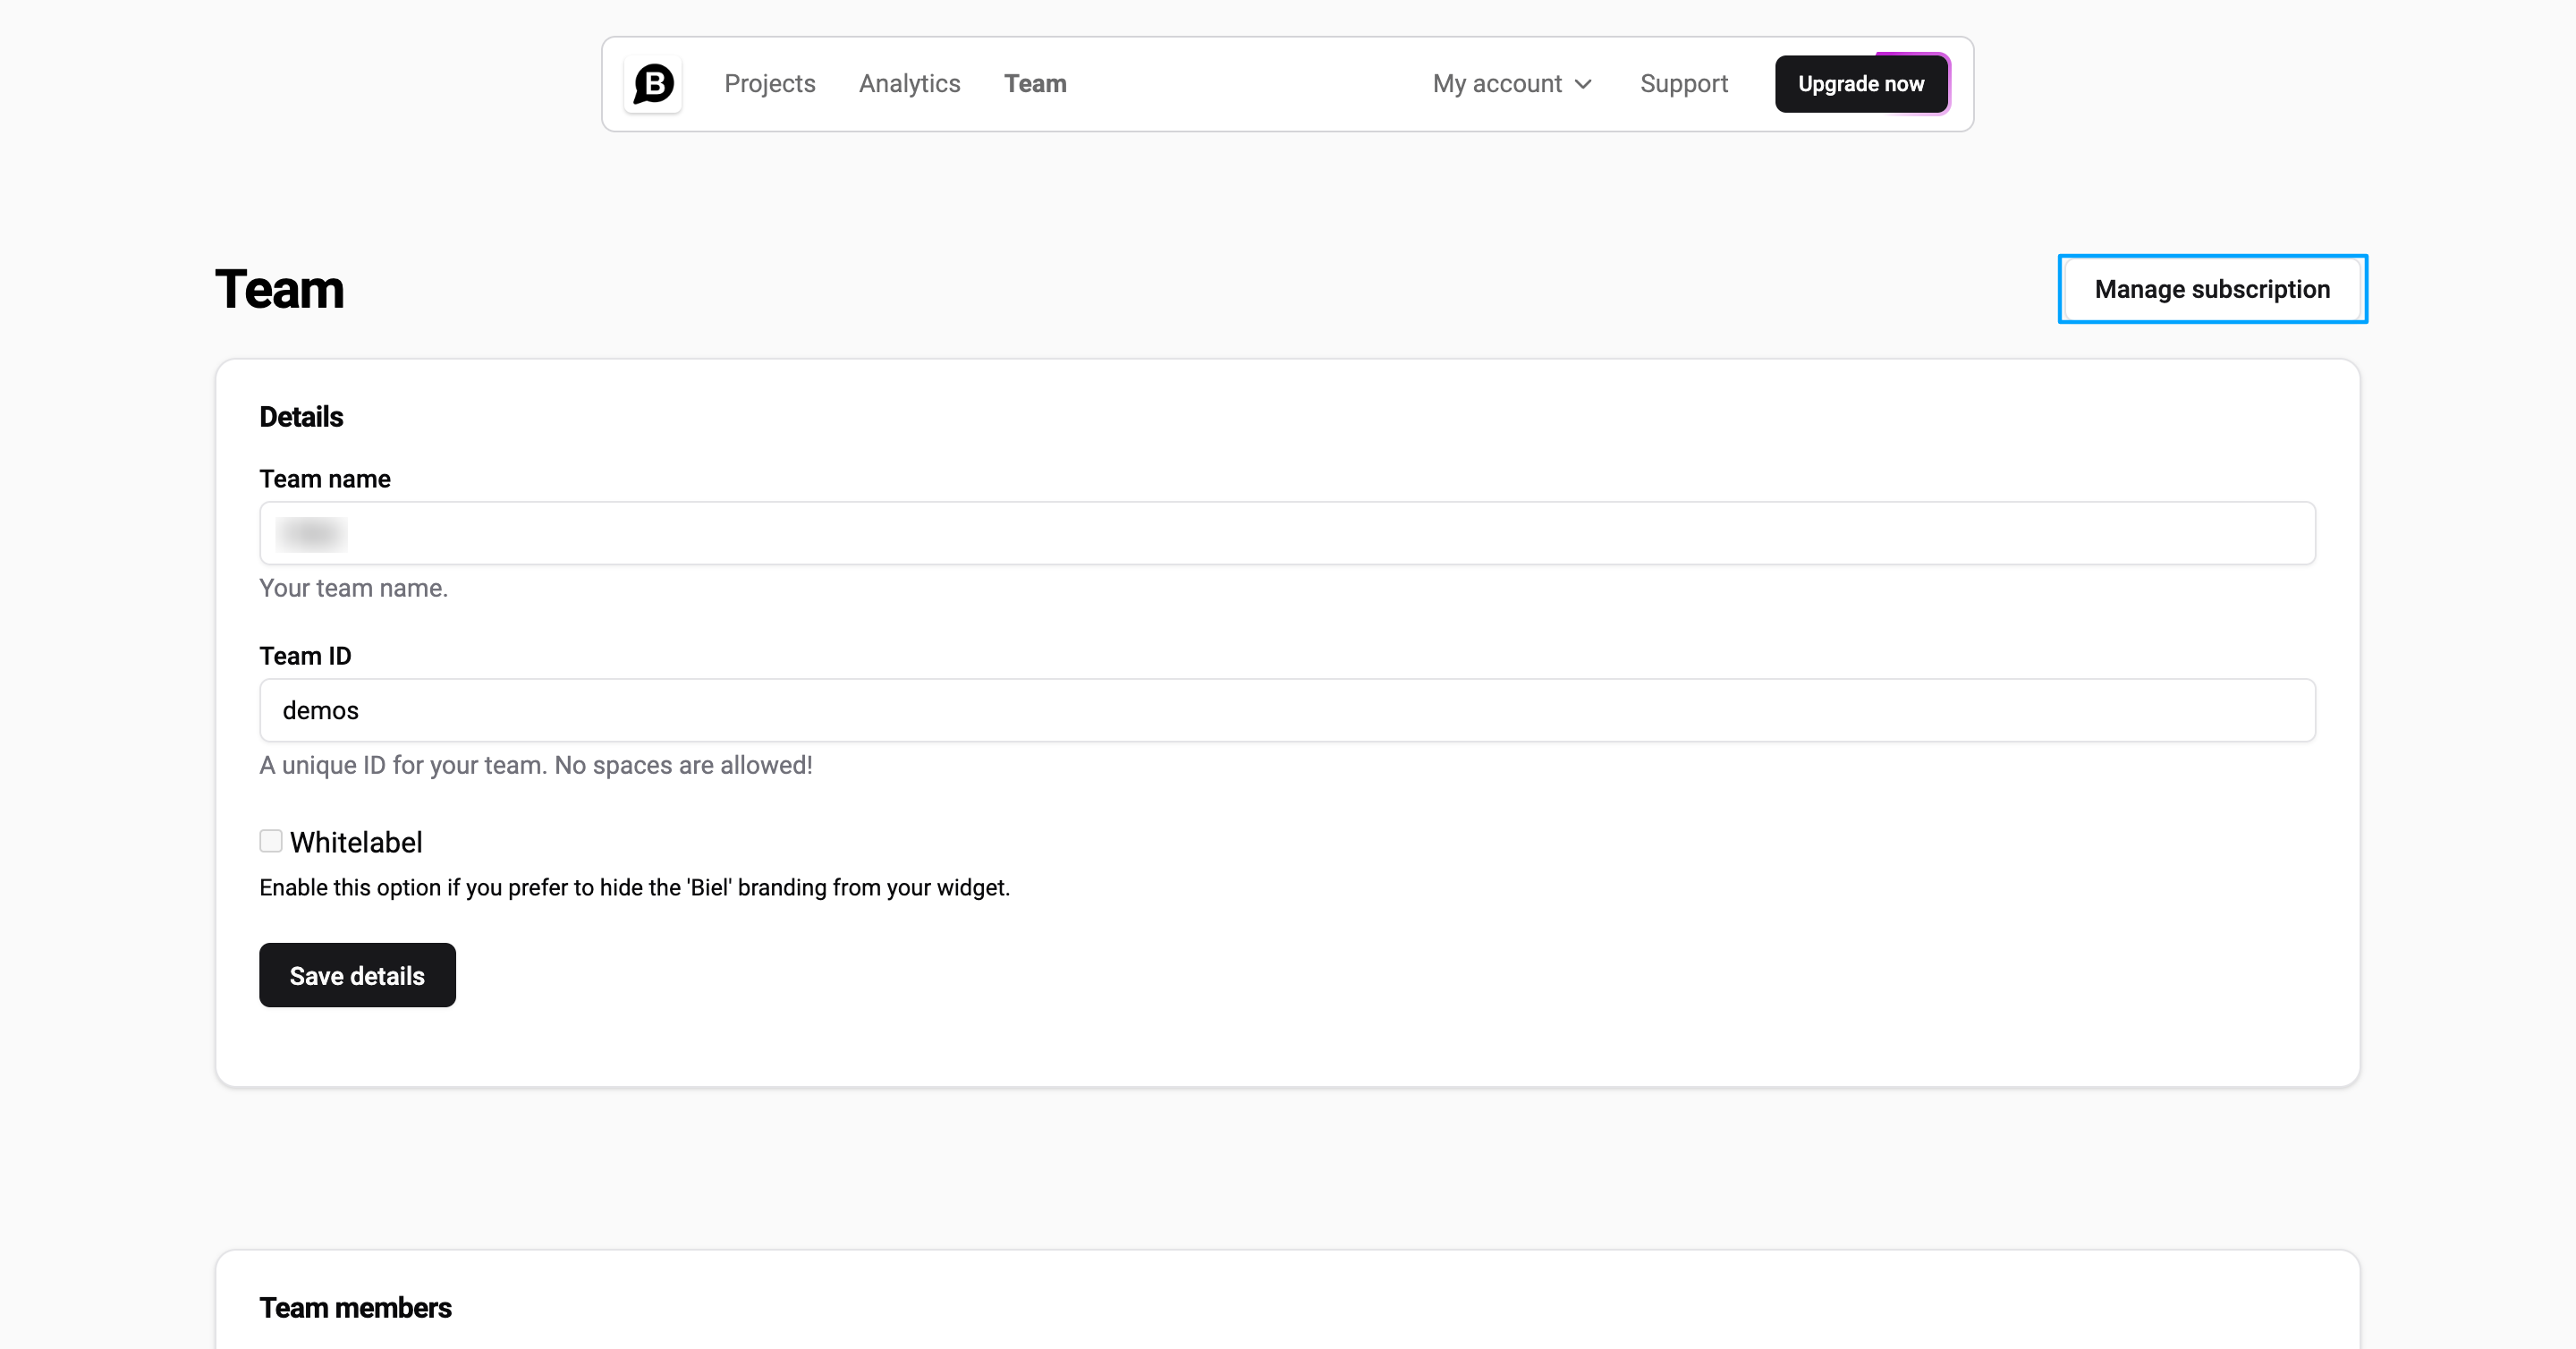 B Projects Analytics Team My account Support Upgrade now
Team Manage subscription
Details
Team name
Your team name.
Team ID
demos
A unique ID for your team. No spaces are allowed!
Whitelabel
Enable this option if you prefer to hide the 'Biel' branding from your widget.
Save details
Team members